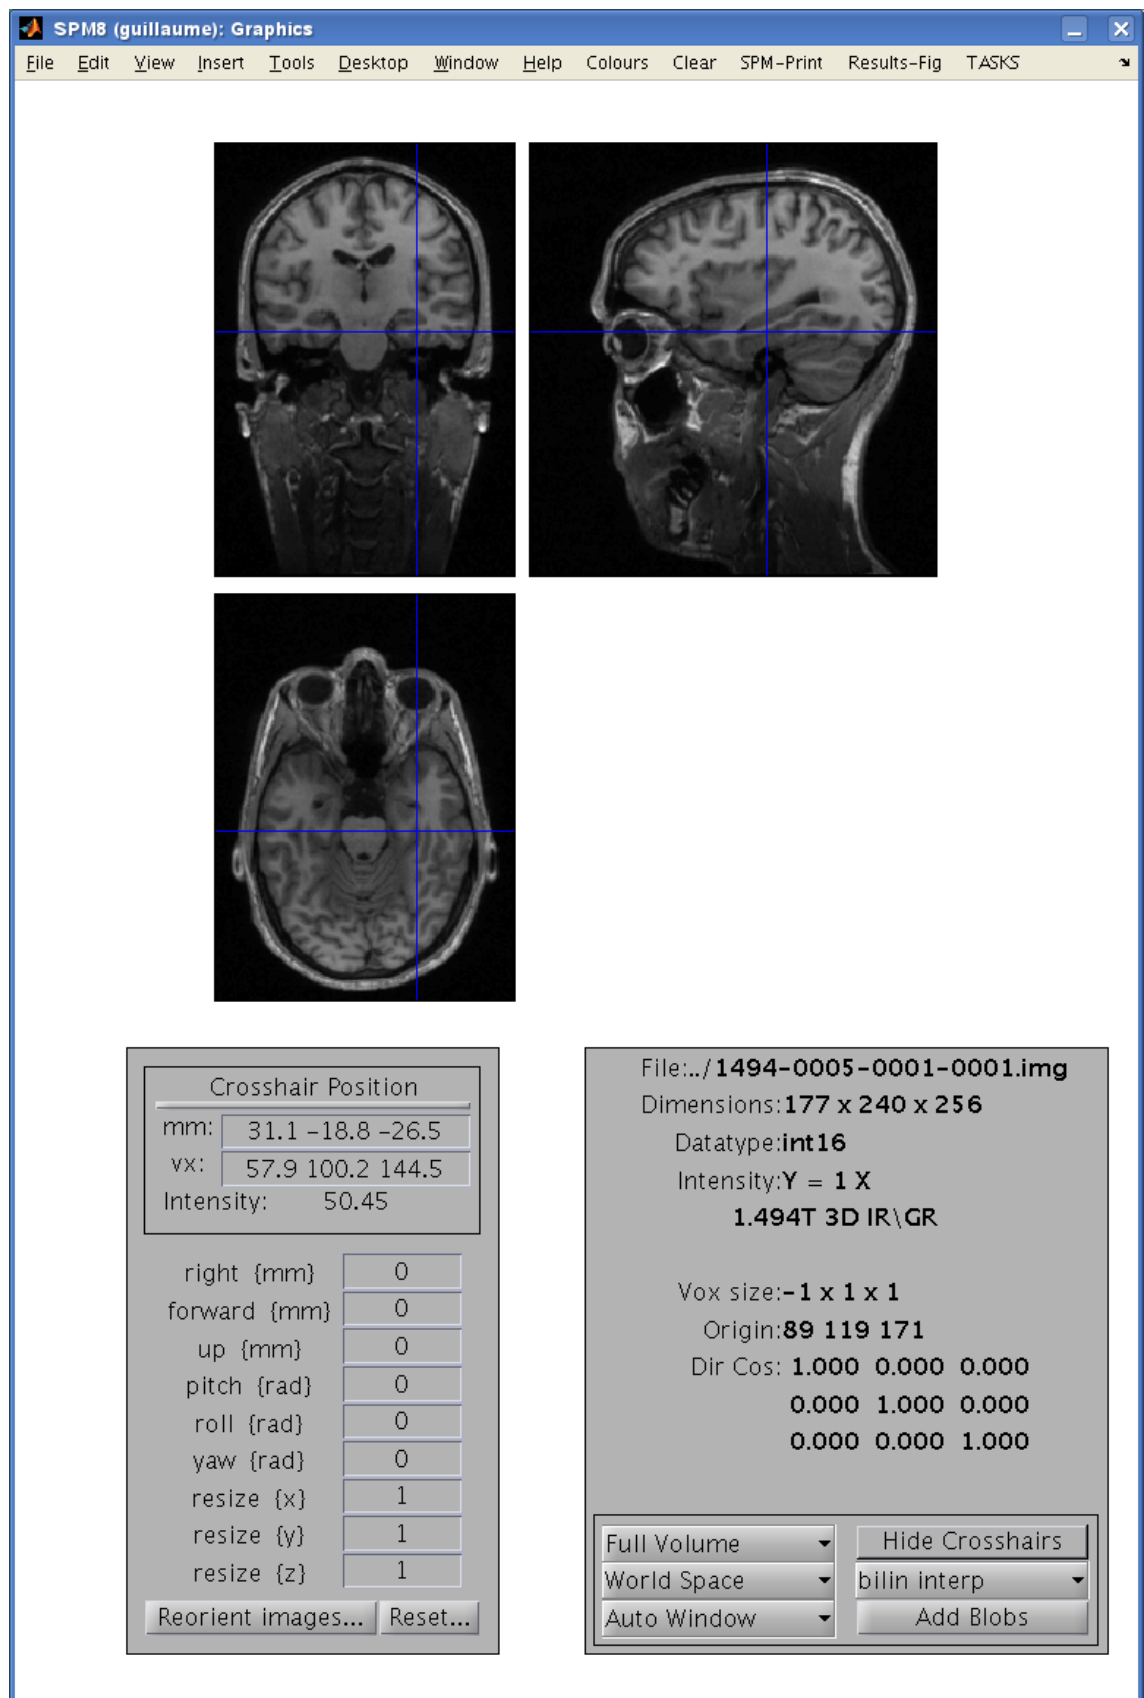 SPM8 (guillaume): Graphics
File Edit View Insert Tools Desktop Window Help Colours Clear SPM-Print Results-Fig TASKS
Crosshair Position
mm: 31.1 -18.8 -26.5
vx: 57.9 100.2 144.5
Intensity: 50.45
right {mm} 0
forward {mm} 0
up {mm} 0
pitch {rad} 0
roll {rad} 0
yaw {rad} 0
resize {x} 1
resize {y} 1
resize {z} 1
Reorient images... Reset...
File:../1494-0005-0001-0001.img
Dimensions:177 x 240 x 256
Datatype:int16
Intensity:Y = 1 X
1.494T 3D IR\GR
Vox size:-1 x 1 x 1
Origin:89 119 171
Dir Cos: 1.000 0.000 0.000
0.000 1.000 0.000
0.000 0.000 1.000
Full Volume Hide Crosshairs
World Space bilin interp
Auto Window Add Blobs